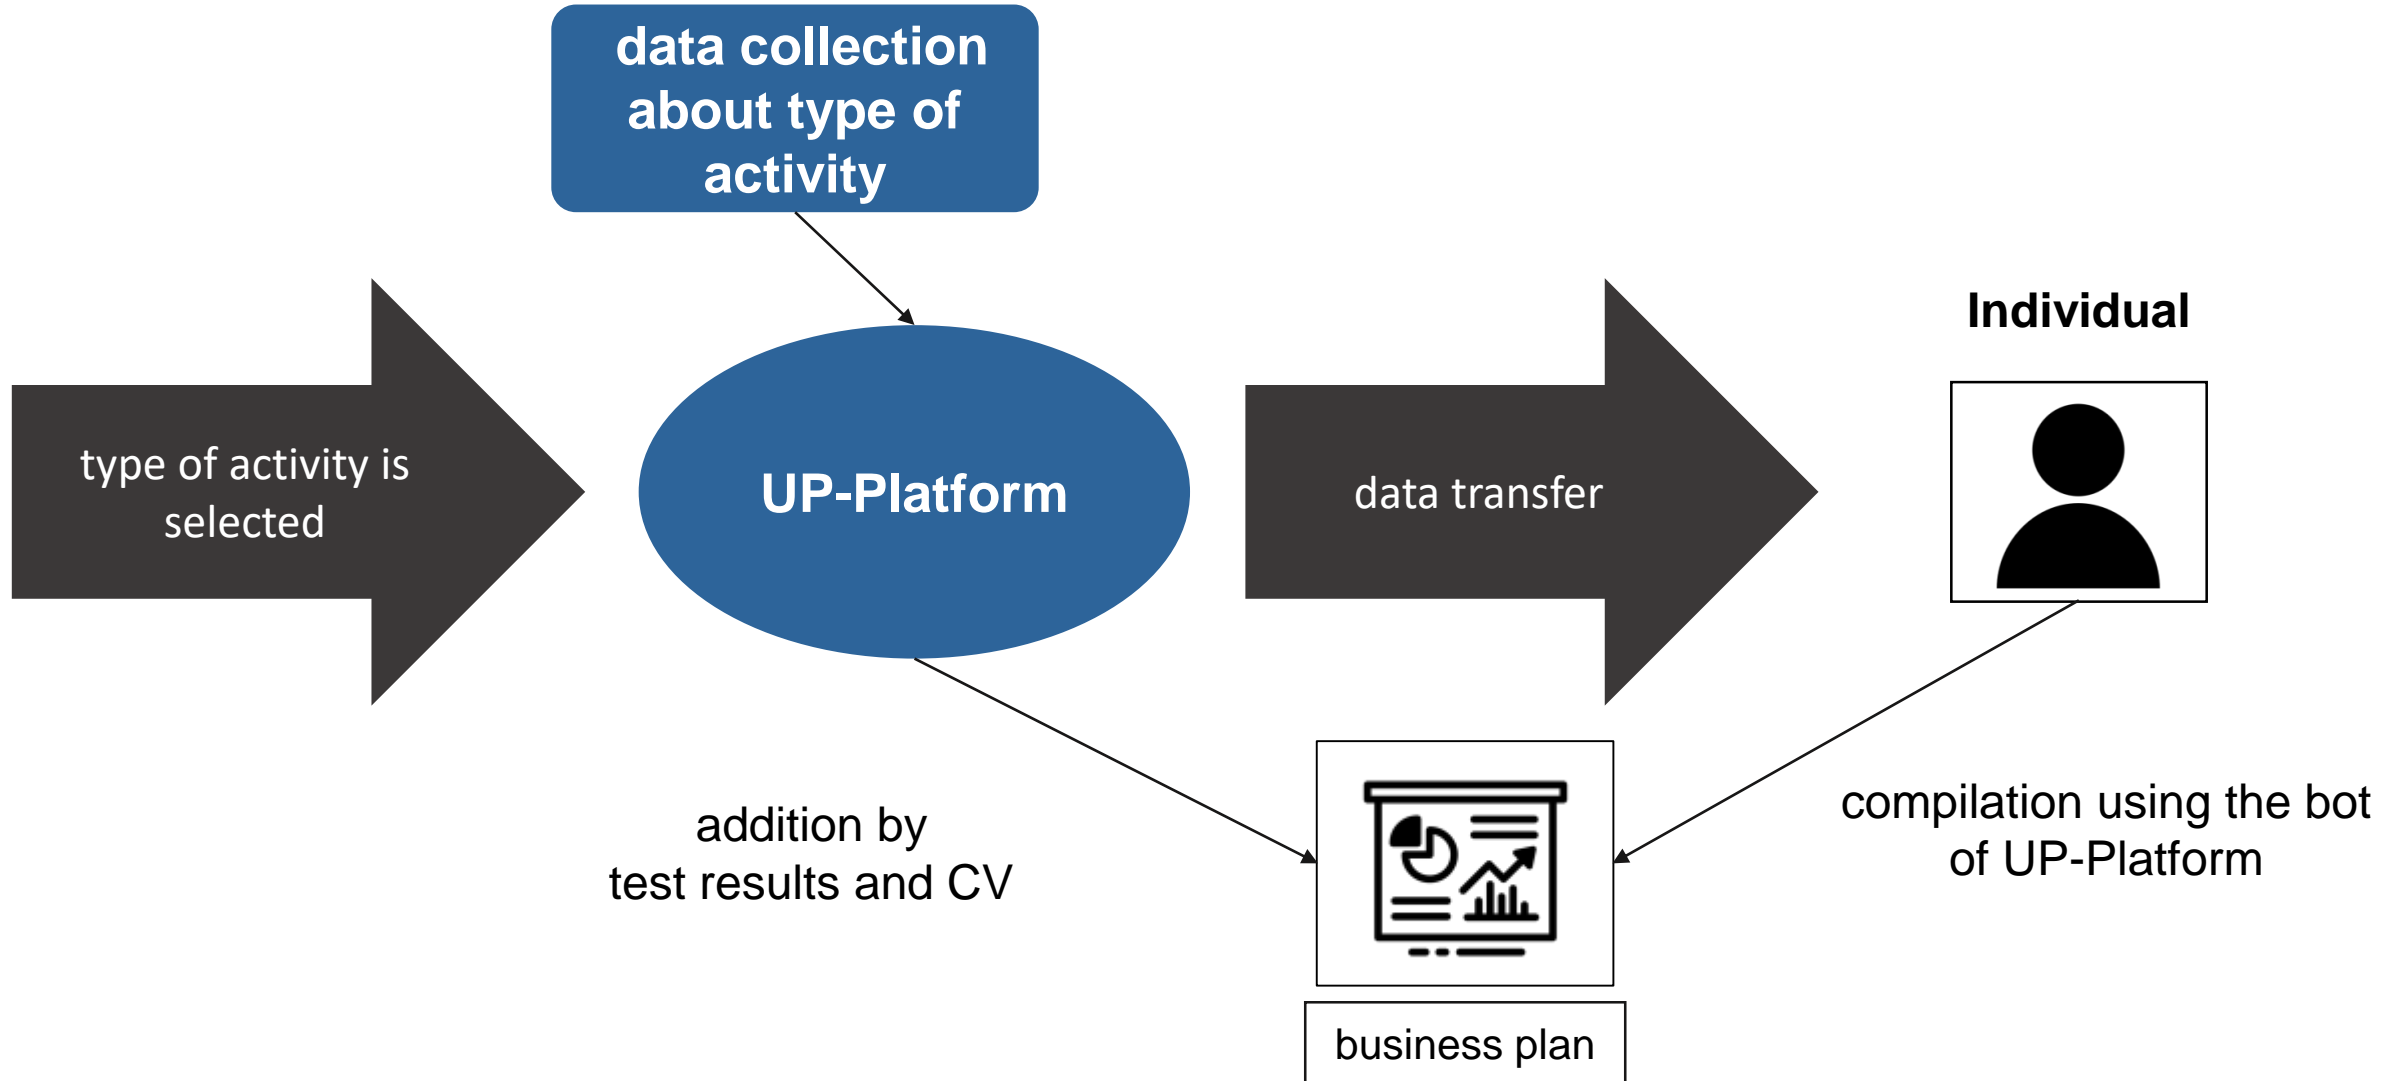 data collection
about type of
activity
Individual
type of activity is
selected
UP-Platform
data transfer
addition by
test results and CV
compilation using the bot
of UP-Platform
business plan